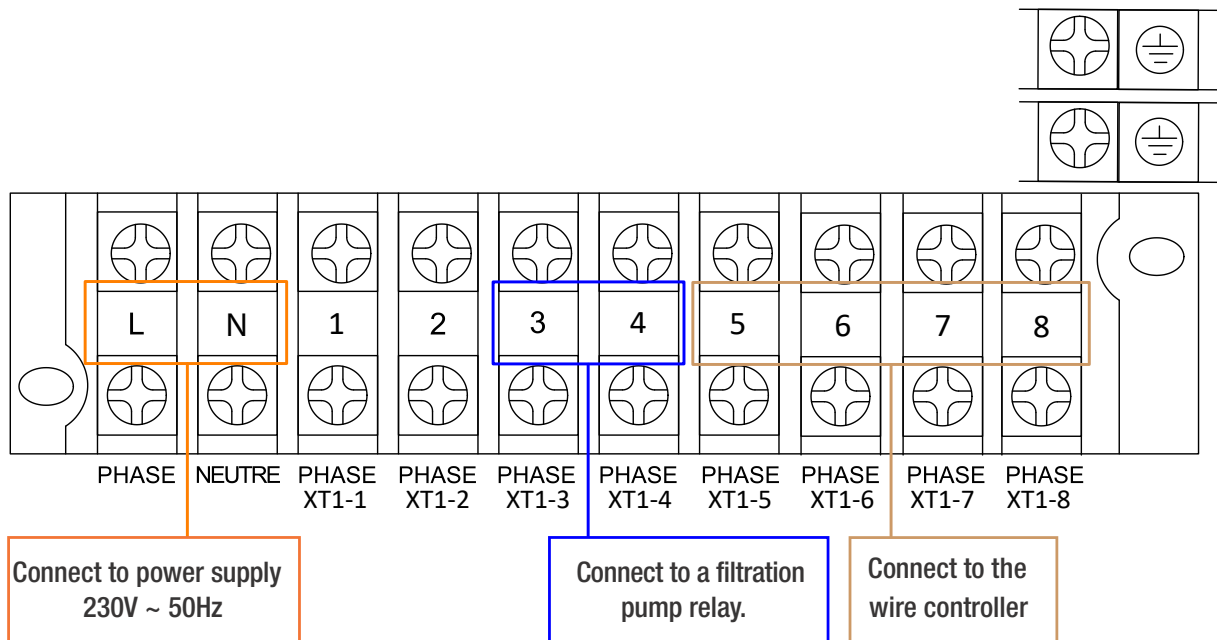 L N 1 2 3 4 5 6 7 8
PHASE NEUTRE PHASE PHASE PHASE PHASE PHASE PHASE PHASE PHASE
XT1-1 XT1-2 XT1-3 XT1-4 XT1-5 XT1-6 XT1-7 XT1-8
Connect to power supply
230V ~ 50Hz
Connect to a filtration
pump relay.
Connect to the
wire controller